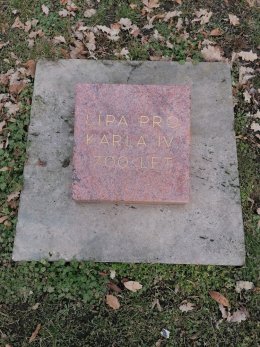 LÍPA PRO
KARLA IV.
700 LET